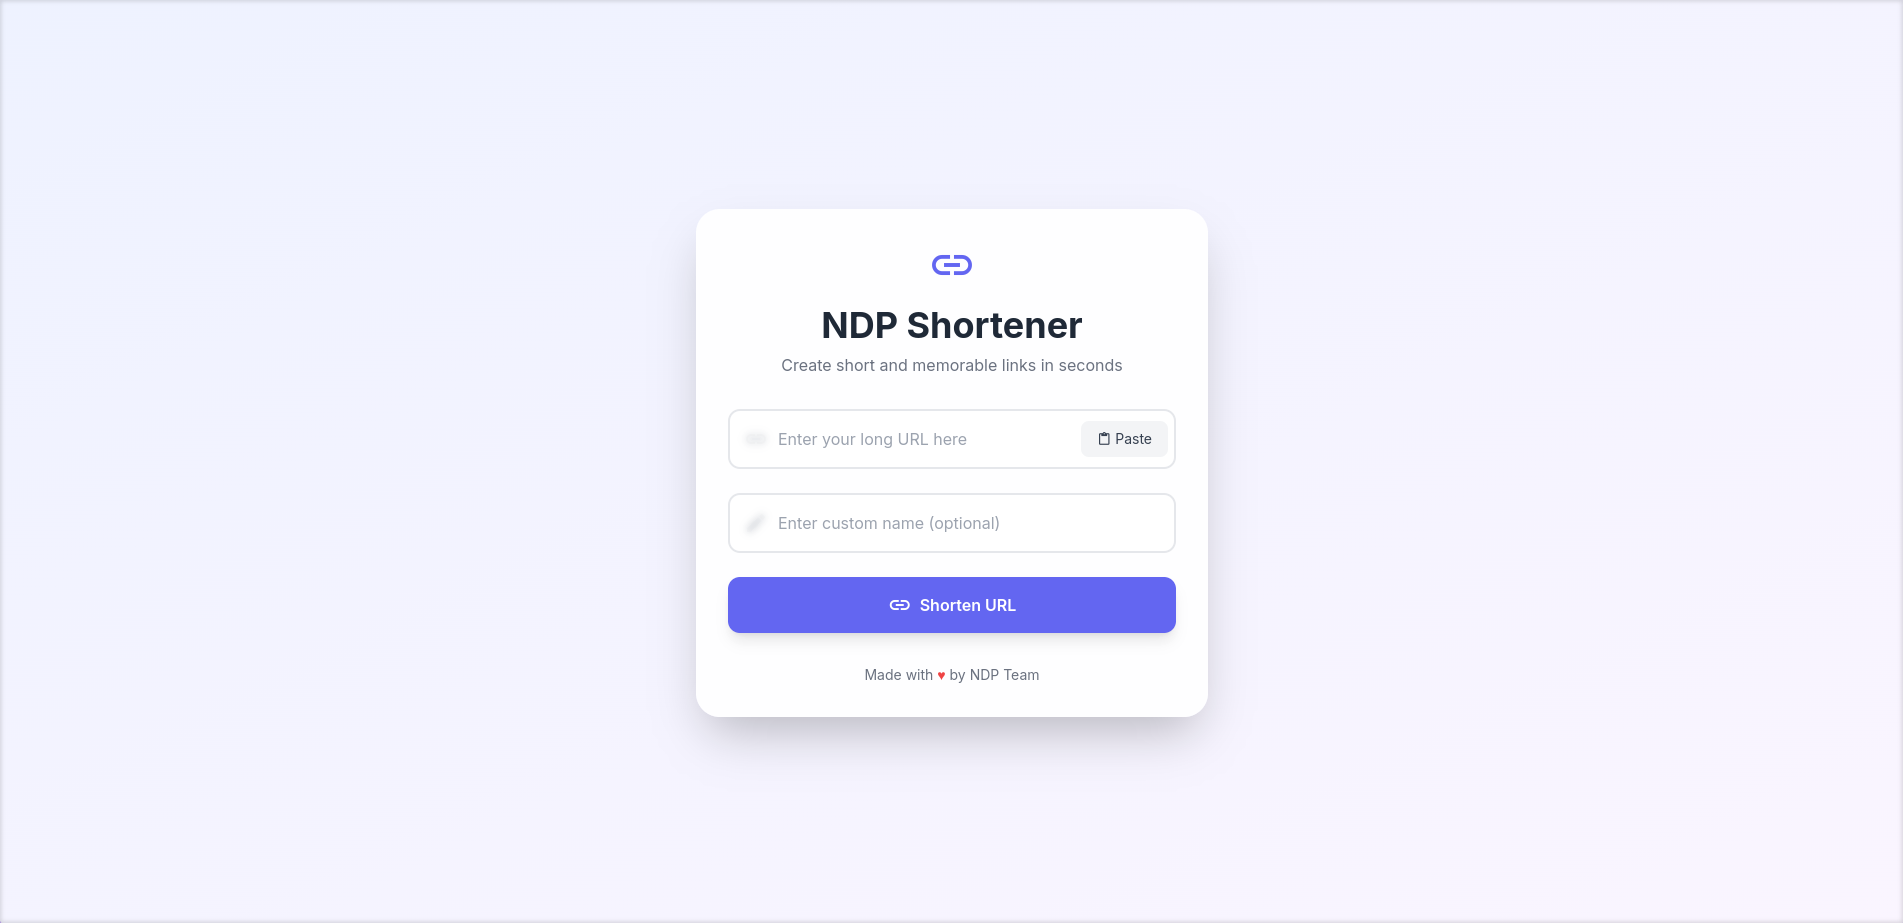 NDP Shortener
Create short and memorable links in seconds
Enter your long URL here
Paste
Enter custom name (optional)
Shorten URL
Made with ♥ by NDP Team